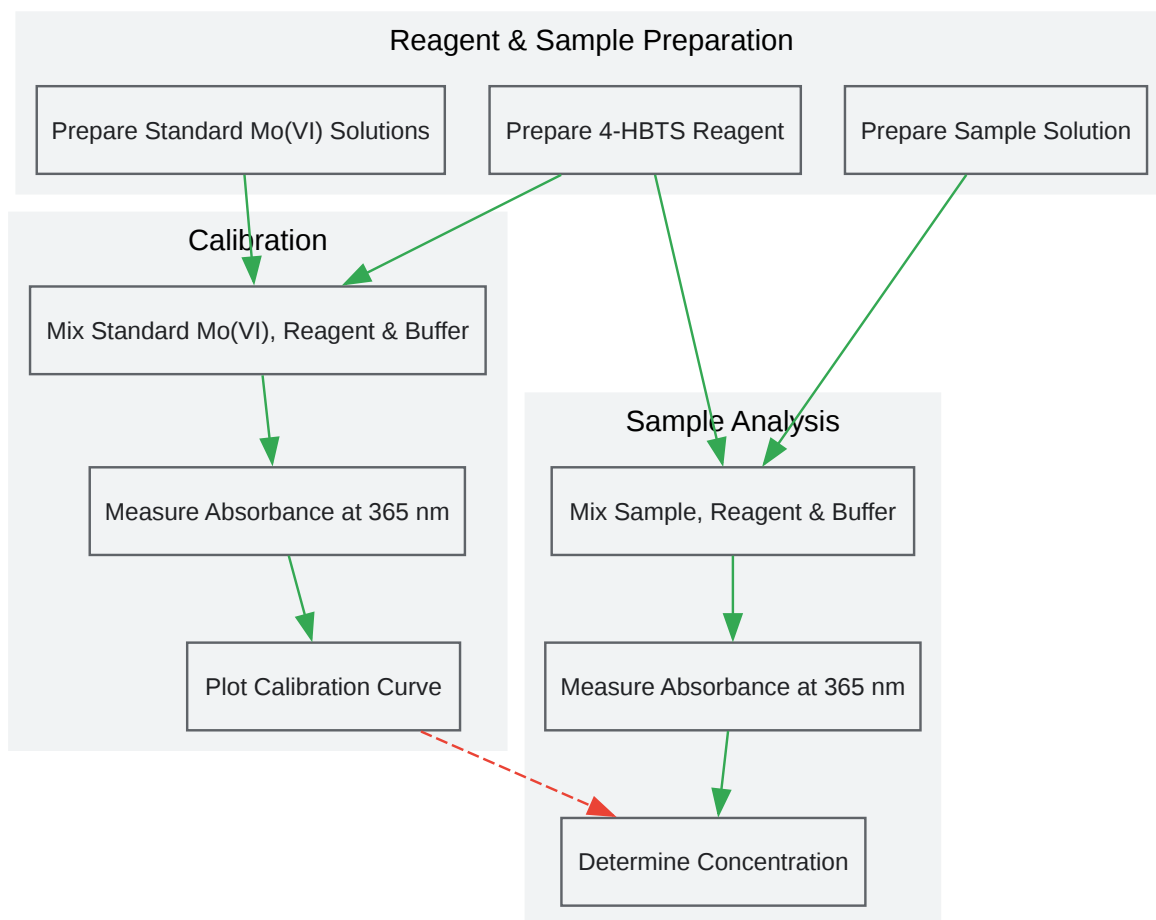 Reagent & Sample Preparation
Prepare Standard Mo(VI) Solutions
Prepare 4-HBTS Reagent
Prepare Sample Solution
Calibration
Mix Standard Mo(VI), Reagent & Buffer
Measure Absorbance at 365 nm
Plot Calibration Curve
Sample Analysis
Mix Sample, Reagent & Buffer
Measure Absorbance at 365 nm
Determine Concentration